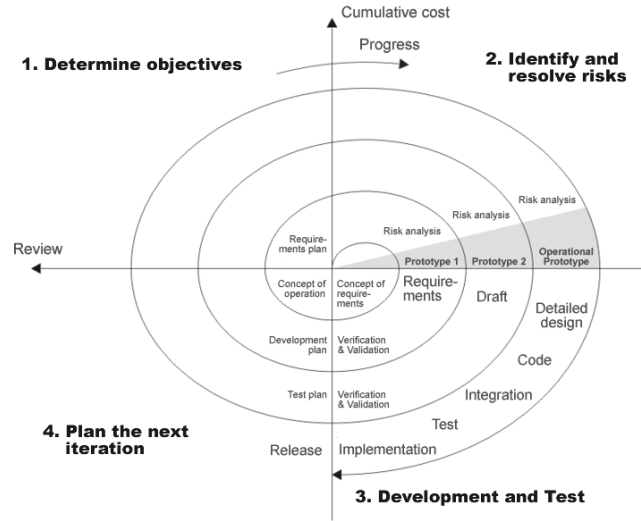 Cumulative cost
Progress
1. Determine objectives
2. Identify and
resolve risks
Risk analysis
Risk analysis
Risk analysis
Require-
ments plan
Review
Prototype 1
Prototype 2
Operational
Prototype
Concept of
operation
Concept of
require-
ments
Requirements
Draft
Detailed
design
Development
plan
Verification
& Validation
Code
Test plan
Verification
& Validation
Integration
Test
4. Plan the next
iteration
Release
Implementation
3. Development and Test